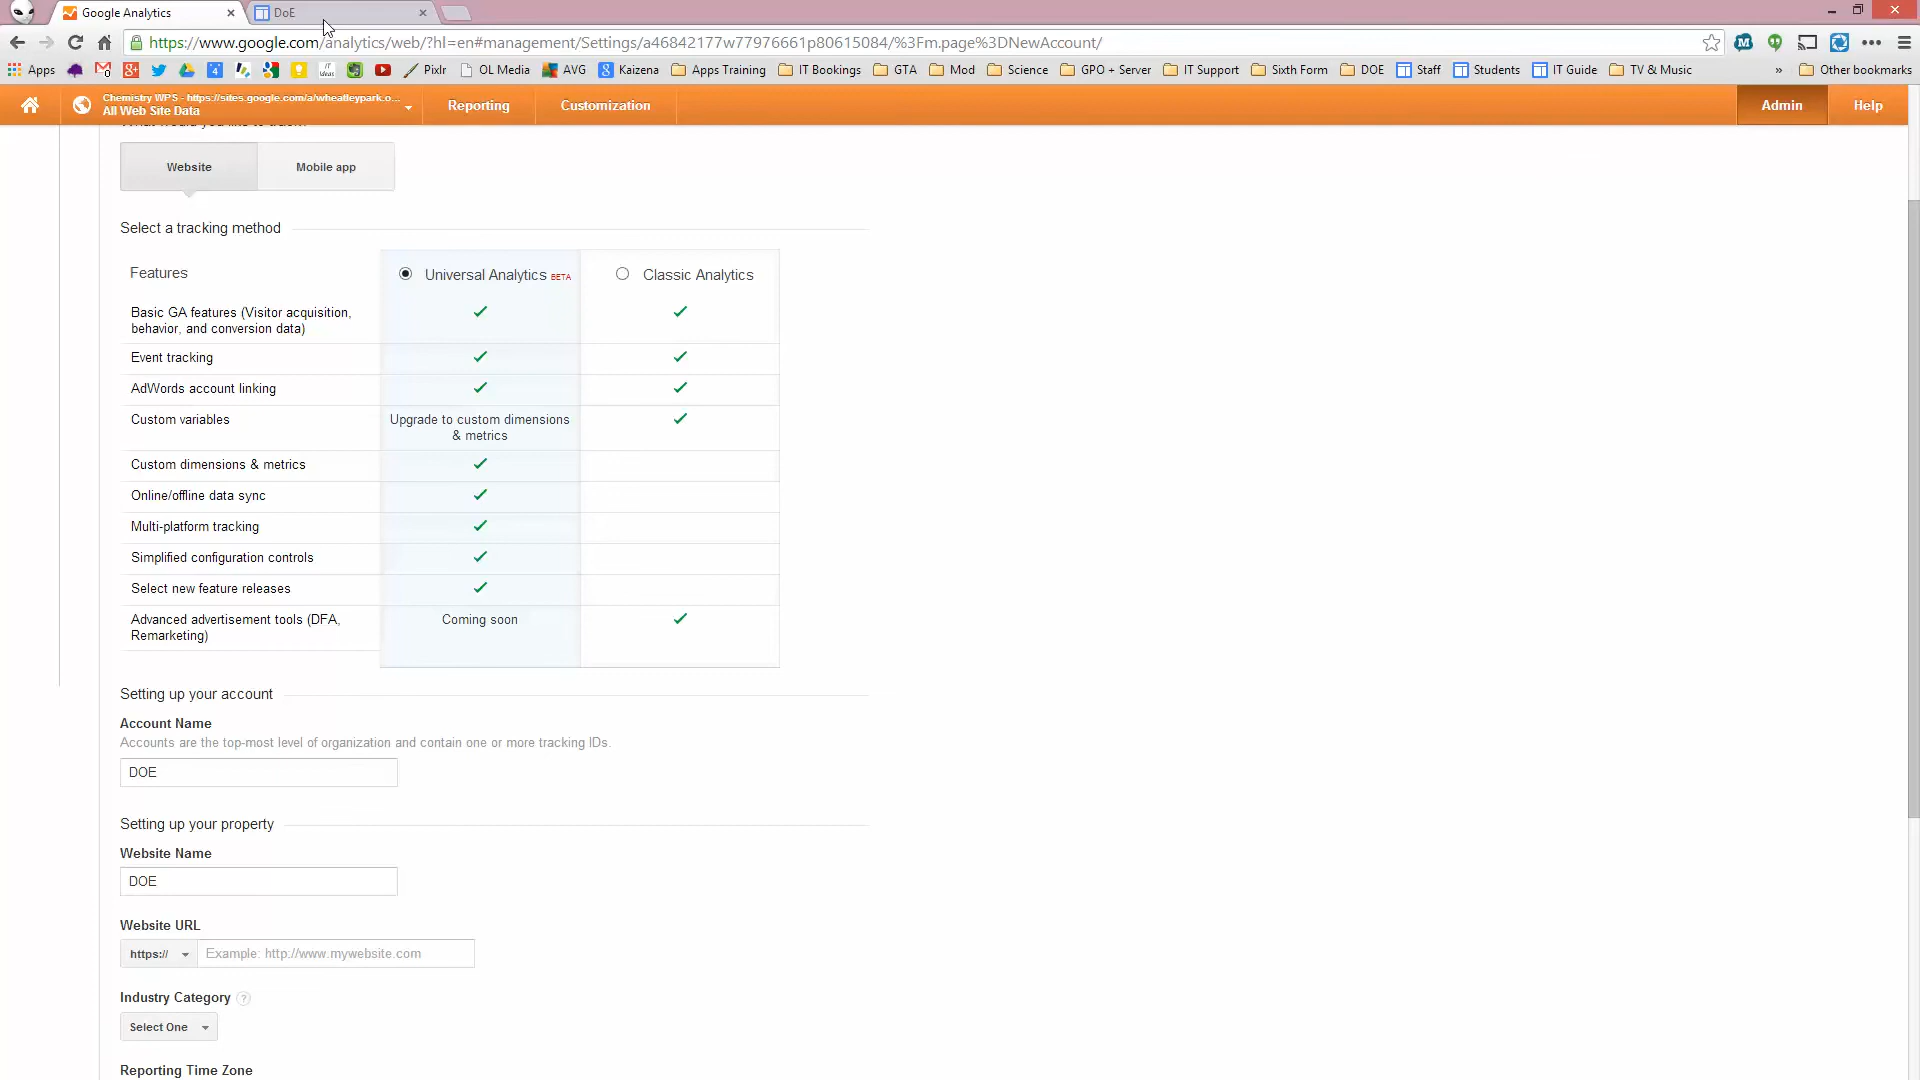 Google Analytics
DoE
https://www.google.com/analytics/web/?hl=en#management/Settings/a46842177w77976661p80615084/%3Fm.page%3DNewAccount/
Apps
4
Pixlr
OL Media
AVG
Kaizena
Apps Training
IT Bookings
GTA
Mod
Science
GPO + Server
IT Support
Sixth Form
DOE
Staff
Students
IT Guide
TV & Music
»
Other bookmarks
Chemistry WPS - https://sites.google.com/a/wheatleypark.o...
All Web Site Data
Reporting
Customization
Admin
Help
Website
Mobile app
Select a tracking method
Features
Universal Analytics BETA
Classic Analytics
Basic GA features (Visitor acquisition,
behavior, and conversion data)
Event tracking
AdWords account linking
Custom variables
Upgrade to custom dimensions
& metrics
Custom dimensions & metrics
Online/offline data sync
Multi-platform tracking
Simplified configuration controls
Select new feature releases
Advanced advertisement tools (DFA,
Remarketing)
Coming soon
Setting up your account
Account Name
Accounts are the top-most level of organization and contain one or more tracking IDs.
DOE
Setting up your property
Website Name
DOE
Website URL
https://
Example: http://www.mywebsite.com
Industry Category ?
Select One
Reporting Time Zone